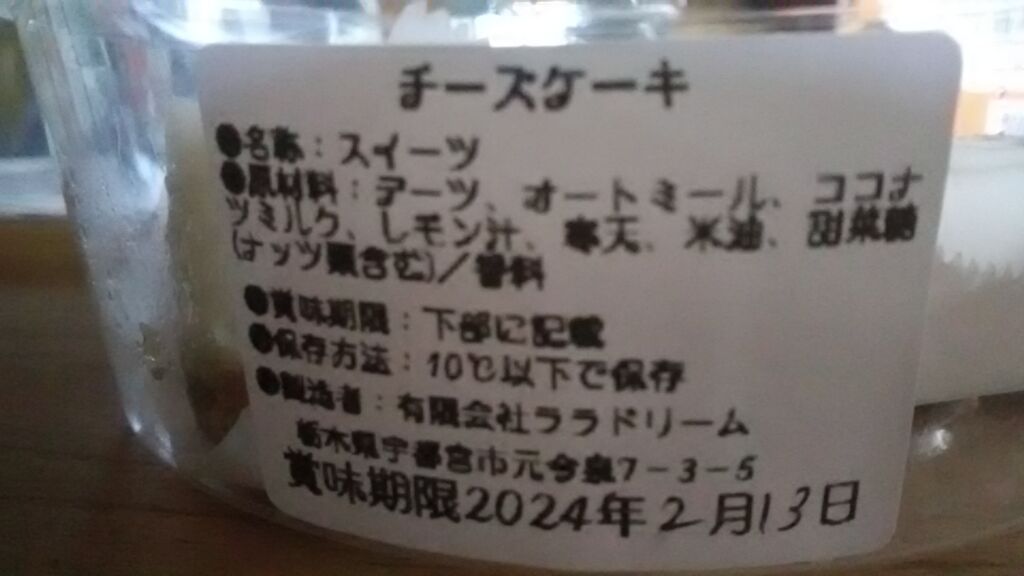 チーズケーキ
●名称：スイーツ
●原材料：デーツ、オートミール、ココナ
ツミルク、レモン汁、寒天、米油、甜菜糖
(ナッツ類含む)／香料
●賞味期限：下部に記載
●保存方法：10℃以下で保存
●製造者：有限会社ララドリーム
栃木県宇都宮市元今泉7－3－5
賞味期限2024年2月13日